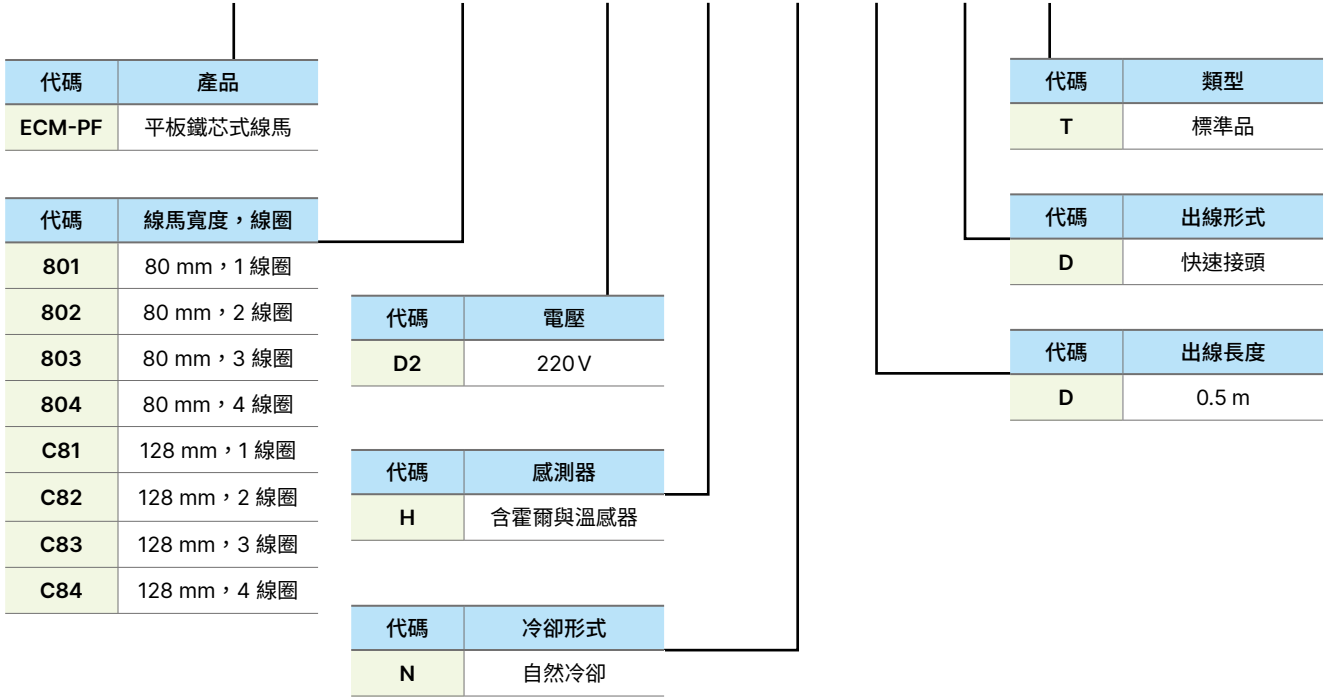 代碼 產品
ECM-PF 平板鐵芯式線馬
代碼 線馬寬度，線圈
801 80 mm，1 線圈
802 80 mm，2 線圈
803 80 mm，3 線圈
804 80 mm，4 線圈
C81 128 mm，1 線圈
C82 128 mm，2 線圈
C83 128 mm，3 線圈
C84 128 mm，4 線圈
代碼 電壓
D2 220 V
代碼 感測器
H 含霍爾與溫感器
代碼 冷卻形式
N 自然冷卻
代碼 類型
T 標準品
代碼 出線形式
D 快速接頭
代碼 出線長度
D 0.5 m